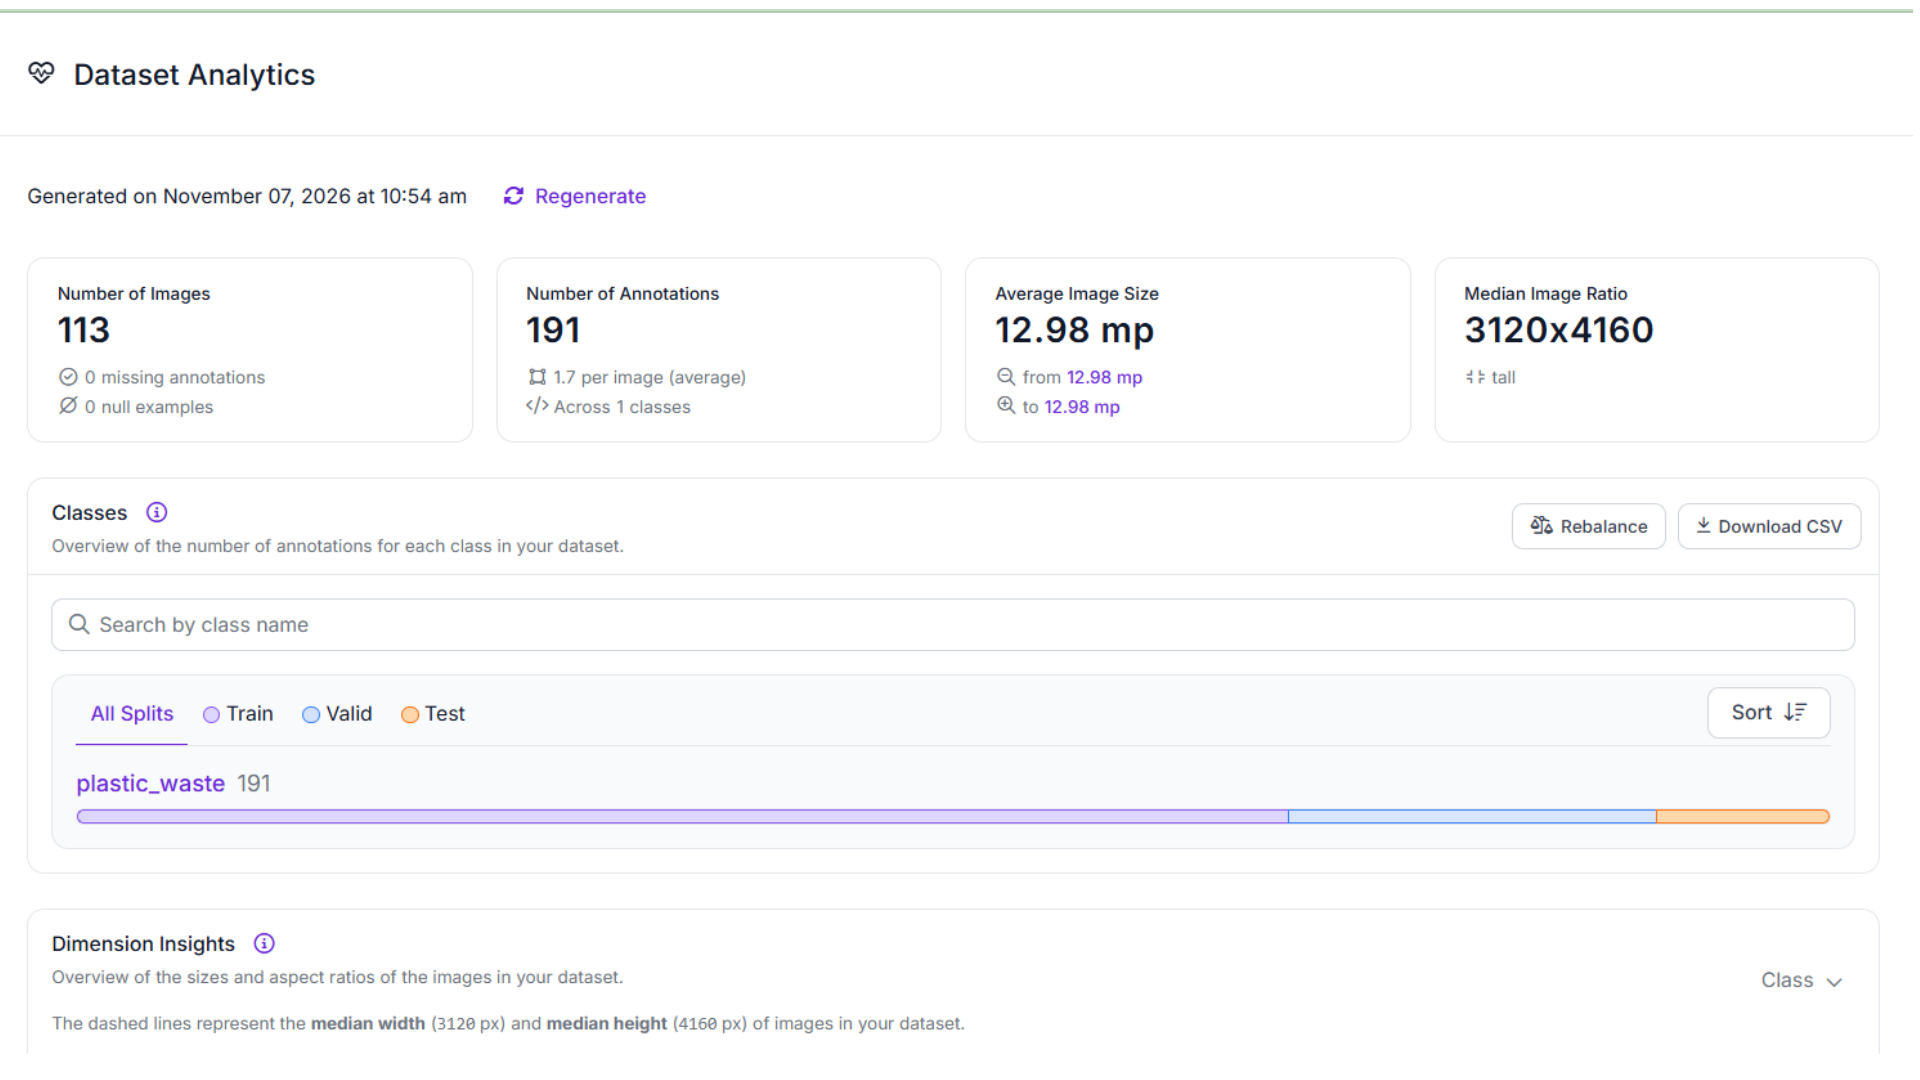 Dataset Analytics
Generated on November 07, 2026 at 10:54 am Regenerate
Number of Images
113
0 missing annotations
0 null examples
Number of Annotations
191
1.7 per image (average)
Across 1 classes
Average Image Size
12.98 mp
from 12.98 mp
to 12.98 mp
Median Image Ratio
3120x4160
tall
Classes
Overview of the number of annotations for each class in your dataset.
Rebalance
Download CSV
Search by class name
All Splits Train Valid Test
Sort
plastic_waste 191
Dimension Insights
Overview of the sizes and aspect ratios of the images in your dataset.
Class
The dashed lines represent the median width (3120 px) and median height (4160 px) of images in your dataset.